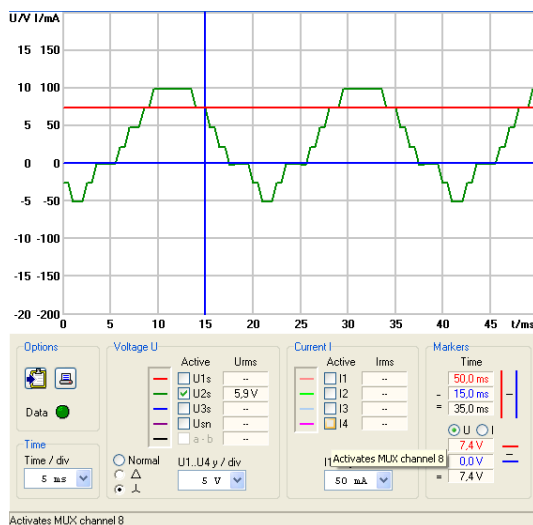 U/V I/mA
15 150
10 100
5 50
0 0
-5 -50
-10 -100
-15 -150
-20 -200
0 5 10 15 20 25 30 35 40 45 t/ms
Options
Data
Time
Time / div
5 ms
Voltage U
Active Urms
U1s --
U2s 5,9 V
U3s --
Usn --
a - b --
Normal
Δ
U1..U4 y / div
5 V
Current I
Active Irms
I1 --
I2 --
I3 --
I4 --
Activates MUX channel 8
I1
50 mA
Markers
Time
50,0 ms
- 15,0 ms
= 35,0 ms
U I
7,4 V
- 0,0 V
= 7,4 V
Activates MUX channel 8